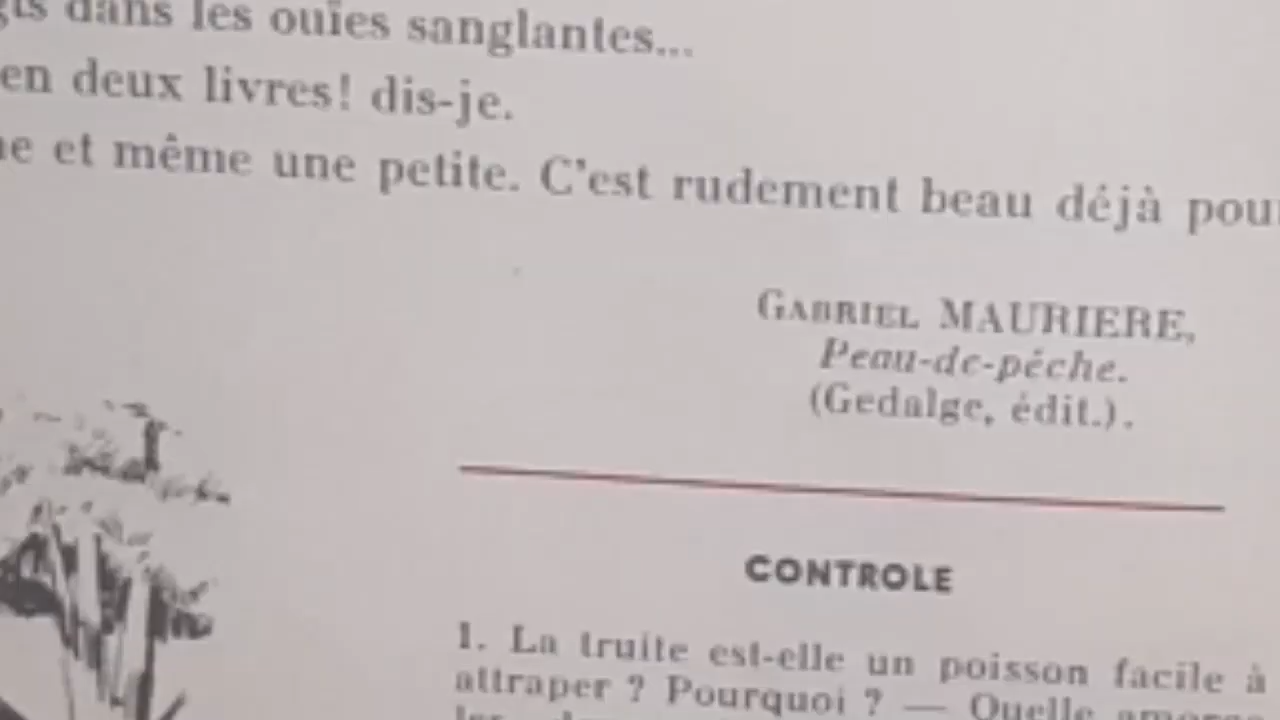 dans les ouïes sanglantes...
en deux livres! dis-je.
et même une petite. C'est rudement beau déjà pour
GABRIEL MAURIERE,
Peau-de-pêche.
(Gedalge, édit.).
CONTROLE
1. La truite est-elle un poisson facile à
attraper ? Pourquoi ? — Quelle